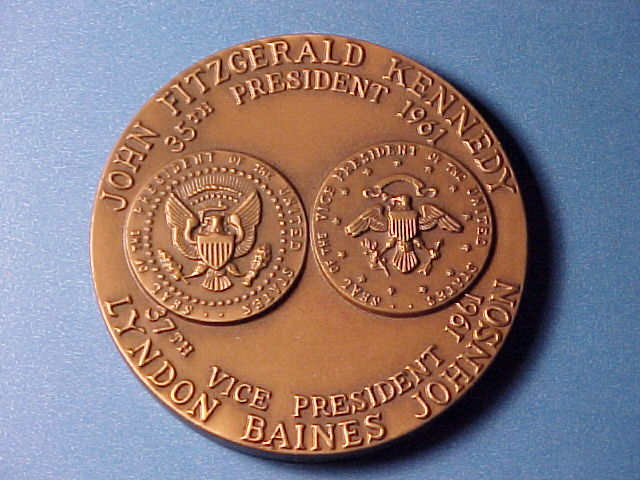 JOHN FITZGERALD KENNEDY
35TH PRESIDENT 1961
SEAL OF THE PRESIDENT OF THE UNITED STATES
SEAL OF THE VICE PRESIDENT OF THE UNITED STATES
37TH VICE PRESIDENT 1961
LYNDON BAINES JOHNSON